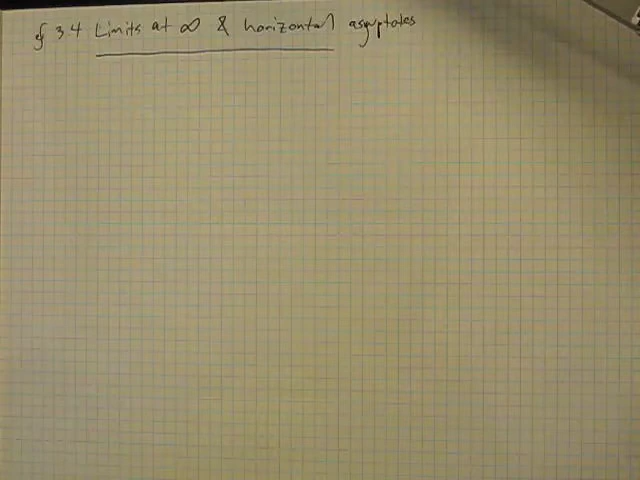 § 3.4 Limits at ∞ & horizontal asymptotes